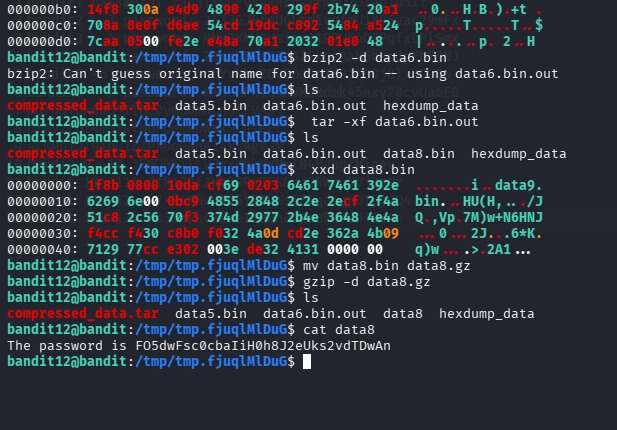 000000b0: 14f8 300a e4d9 4890 420e 299f 2b74 20a1 ..0...H.B.).+t .
000000c0: 708a 8e0f d6ae 54cd 19dc c892 5484 a524 p.....T.....T..$
000000d0: 7caa 0500 fe2e e48a 70a1 2032 01e0 48 |.......p. 2..H
bandit12@bandit:/tmp/tmp.fjuqlMlDuG$ bzip2 -d data6.bin
bzip2: Can't guess original name for data6.bin -- using data6.bin.out
bandit12@bandit:/tmp/tmp.fjuqlMlDuG$ ls
compressed_data.tar data5.bin data6.bin.out hexdump_data
bandit12@bandit:/tmp/tmp.fjuqlMlDuG$ tar -xf data6.bin.out
bandit12@bandit:/tmp/tmp.fjuqlMlDuG$ ls
compressed_data.tar data5.bin data6.bin.out data8.bin hexdump_data
bandit12@bandit:/tmp/tmp.fjuqlMlDuG$ xxd data8.bin
00000000: 1f8b 0808 10da cf69 0203 6461 7461 392e .......i..data9.
00000010: 6269 6e00 0bc9 4855 2848 2c2e 2ecf 2f4a bin...HU(H,.../J
00000020: 51c8 2c56 70f3 374d 2977 2b4e 3648 4e4a Q.,Vp.7M)w+N6HNJ
00000030: f4cc f430 c8b0 f032 4a0d cd2e 362a 4b09 ...0...2J...6*K.
00000040: 7129 77cc e302 003e de32 4131 0000 00 q)w....>.2A1...
bandit12@bandit:/tmp/tmp.fjuqlMlDuG$ mv data8.bin data8.gz
bandit12@bandit:/tmp/tmp.fjuqlMlDuG$ gzip -d data8.gz
bandit12@bandit:/tmp/tmp.fjuqlMlDuG$ ls
compressed_data.tar data5.bin data6.bin.out data8 hexdump_data
bandit12@bandit:/tmp/tmp.fjuqlMlDuG$ cat data8
The password is FO5dwFsc0cbaIiH0h8J2eUks2vdTDwAn
bandit12@bandit:/tmp/tmp.fjuqlMlDuG$